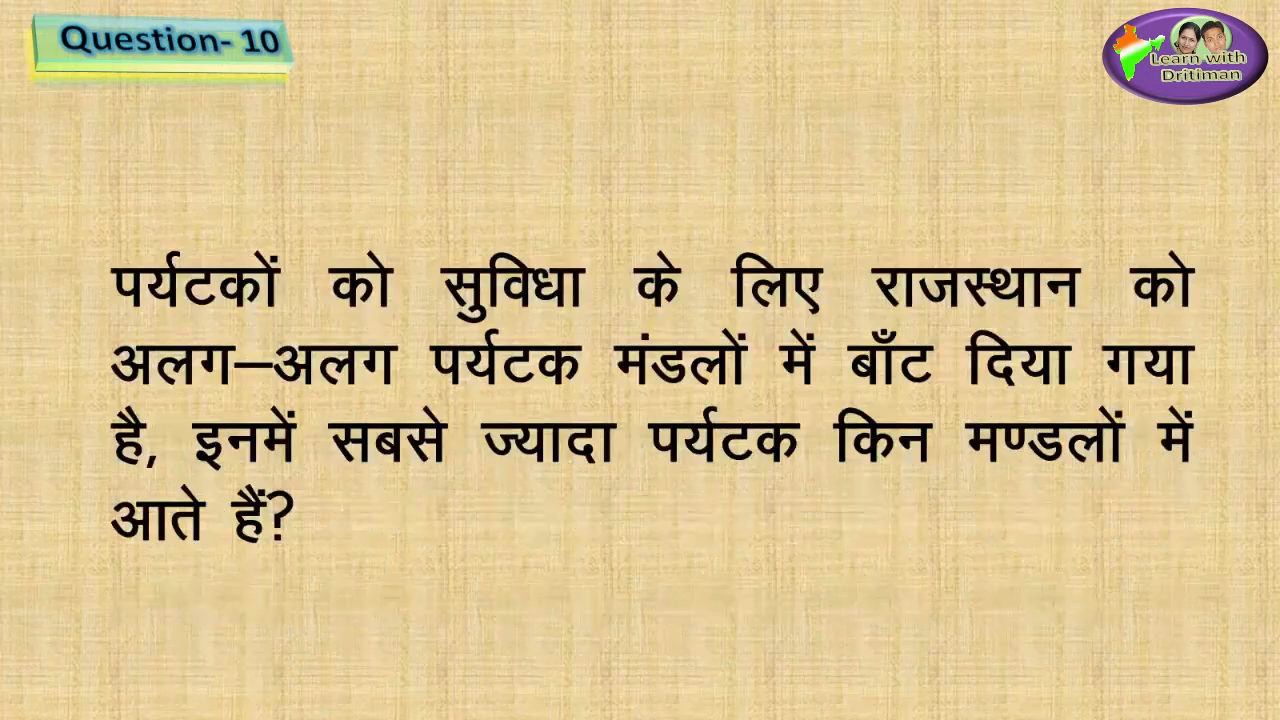 Question- 10
Learn with
Dritiman
पर्यटकों को सुविधा के लिए राजस्थान को
अलग–अलग पर्यटक मंडलों में बाँट दिया गया
है, इनमें सबसे ज्यादा पर्यटक किन मण्डलों में
आते हैं?